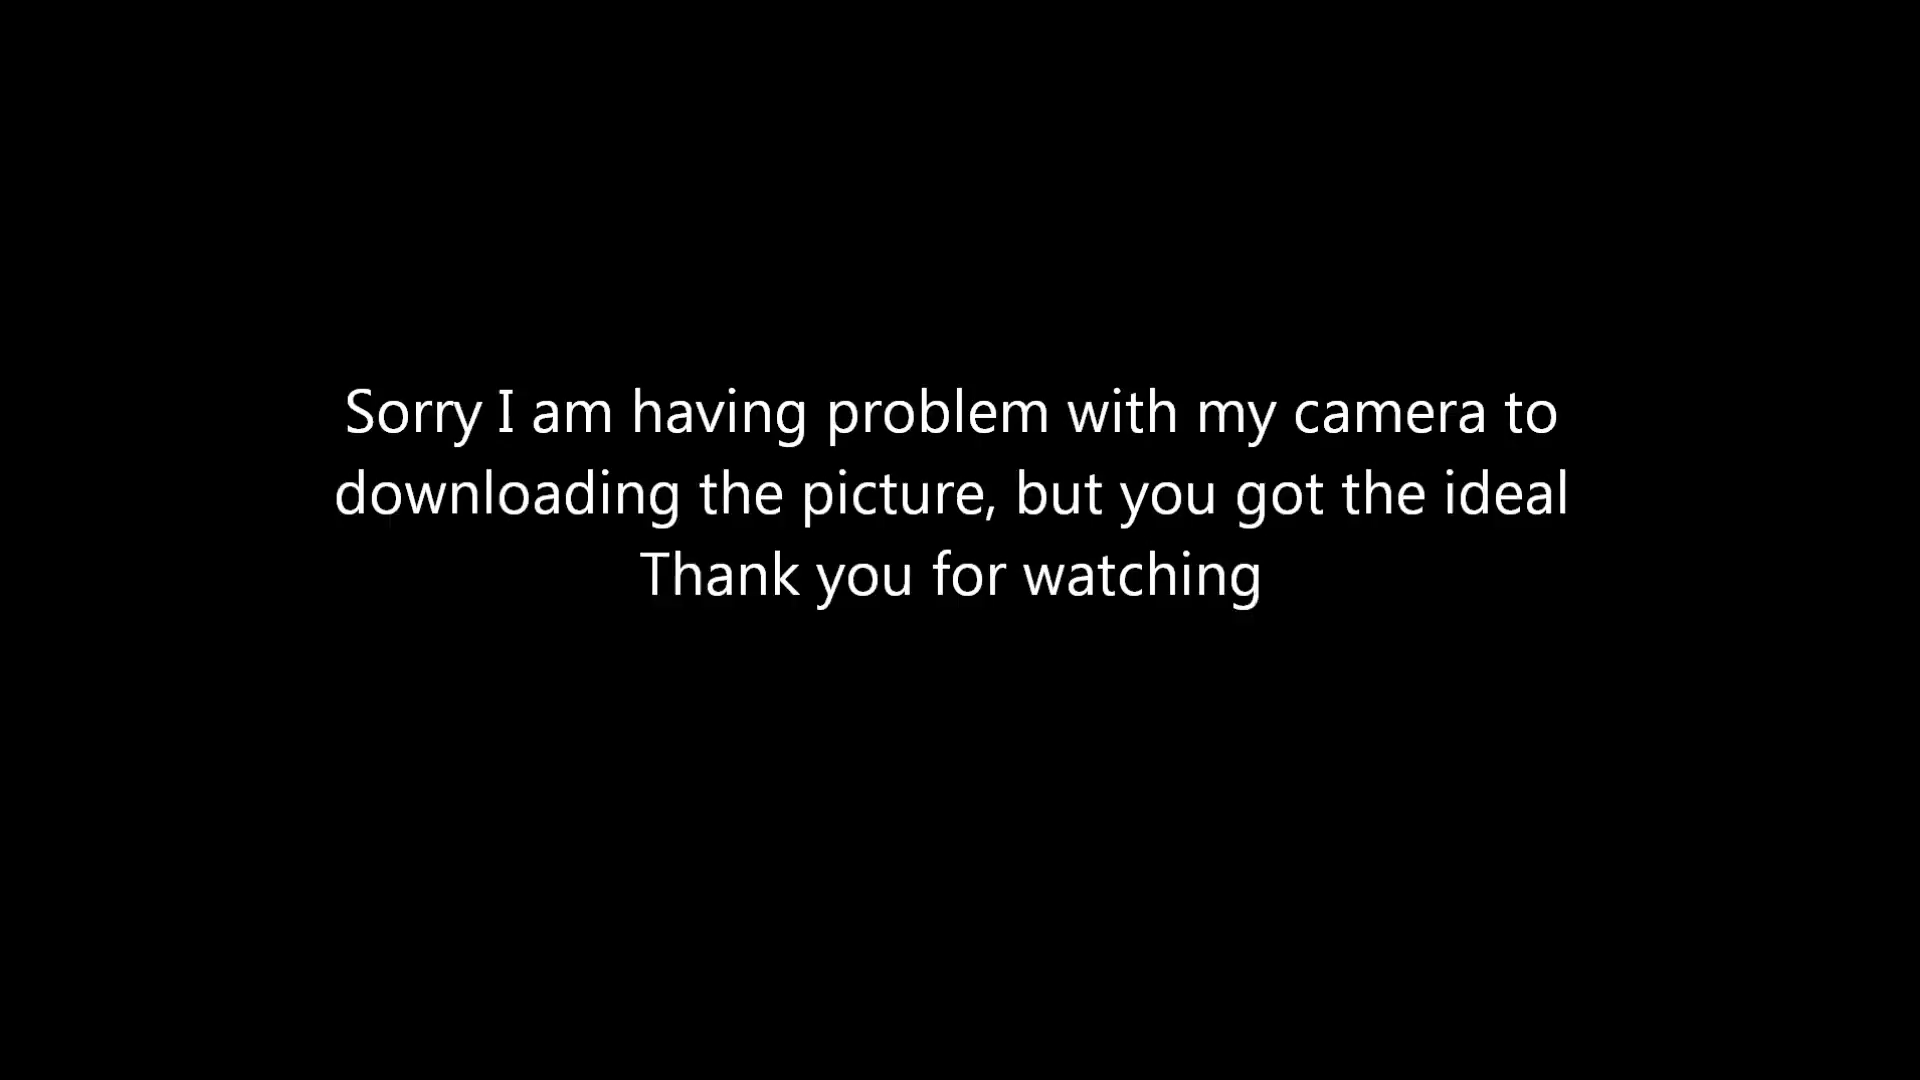 Sorry I am having problem with my camera to
downloading the picture, but you got the ideal
Thank you for watching